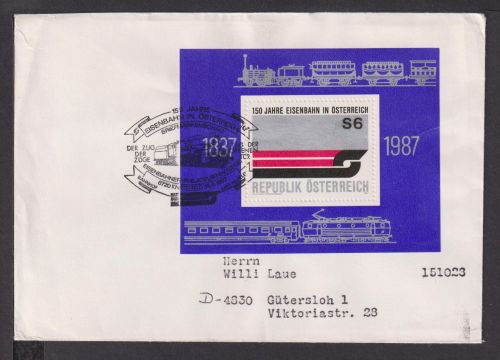 150 JAHRE EISENBAHN IN ÖSTERREICH
S6
1837
1987
REPUBLIK ÖSTERREICH
150 JAHRE
EISENBAHN IN ÖSTERREICH
DER ZUG
DER
ZÜGE
BAHNHOF
Herrn
Willi Laue
151023
D-4830 Gütersloh 1
Viktoriastr. 28